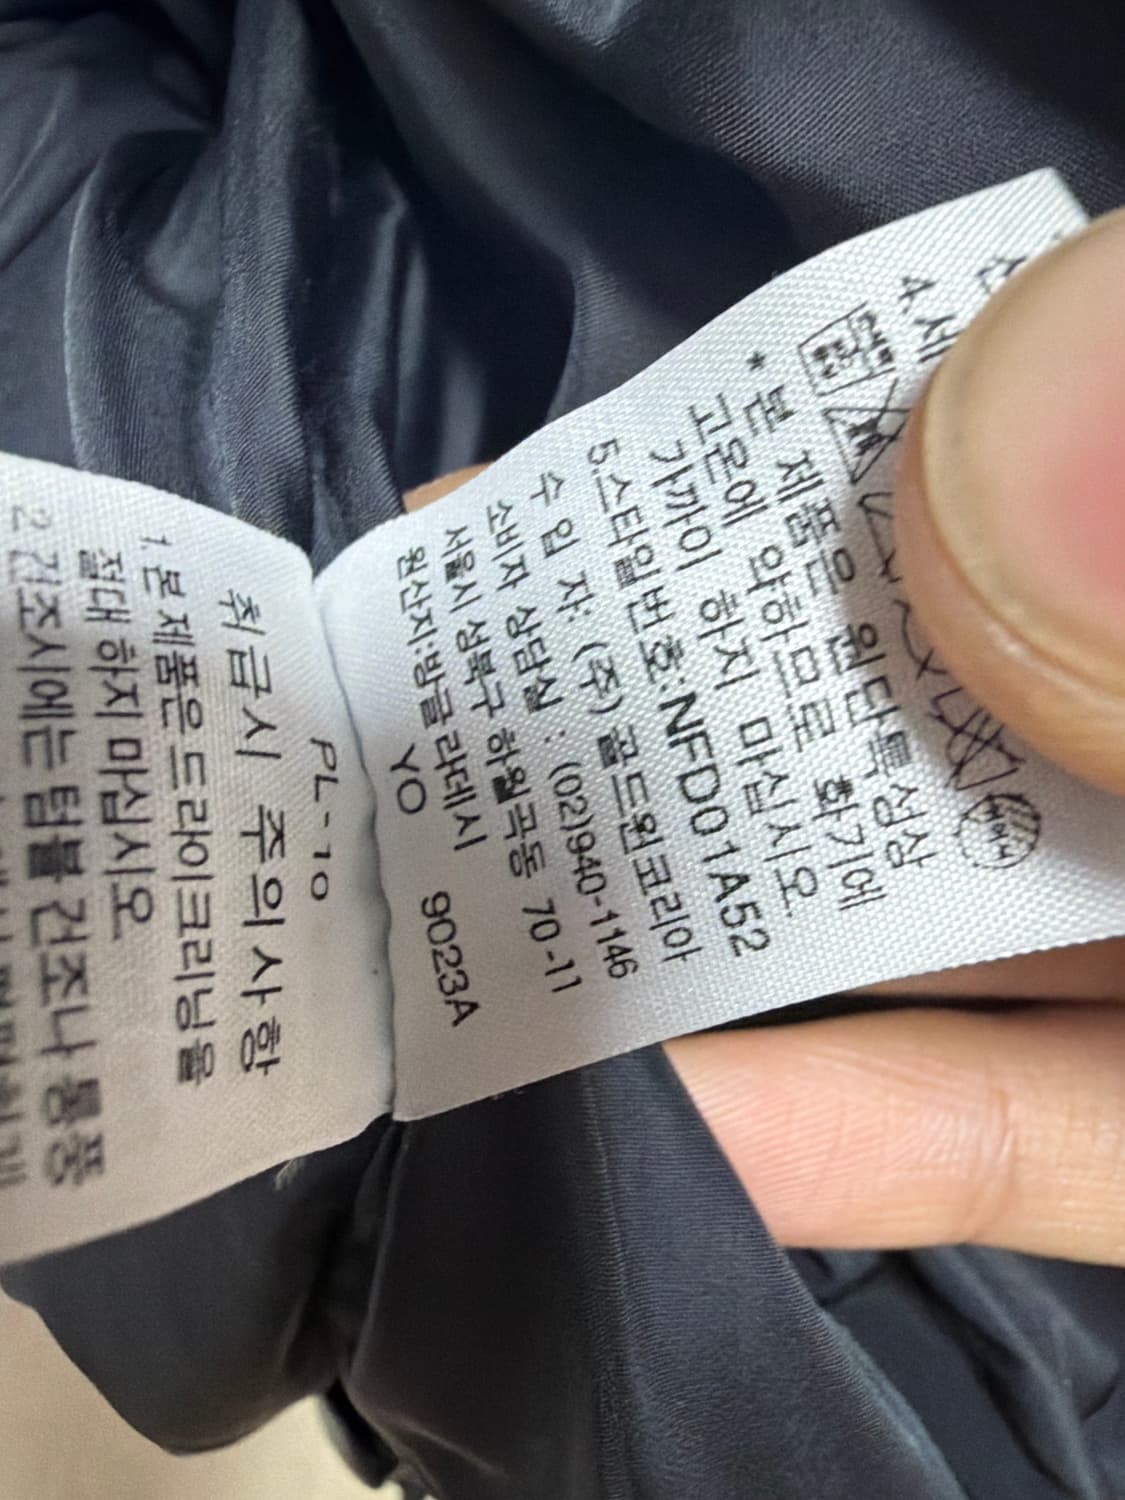 4. 세
* 본 제품은 원단특성상
고온에 약하므로 화기에
가까이 하지 마십시오.
5.스타일번호:NFD01A52
수 입 자: (주) 골드윈코리아
소비자 상담실 : (02)940-1146
서울시 성북구 하월곡동 70-11
원산지:방글라데시
YO 9023A
PL-10
취급시 주의사항
1.본제품은드라이크리닝을
절대하지마십시오
2.건조시에는텀블건조나롱풍